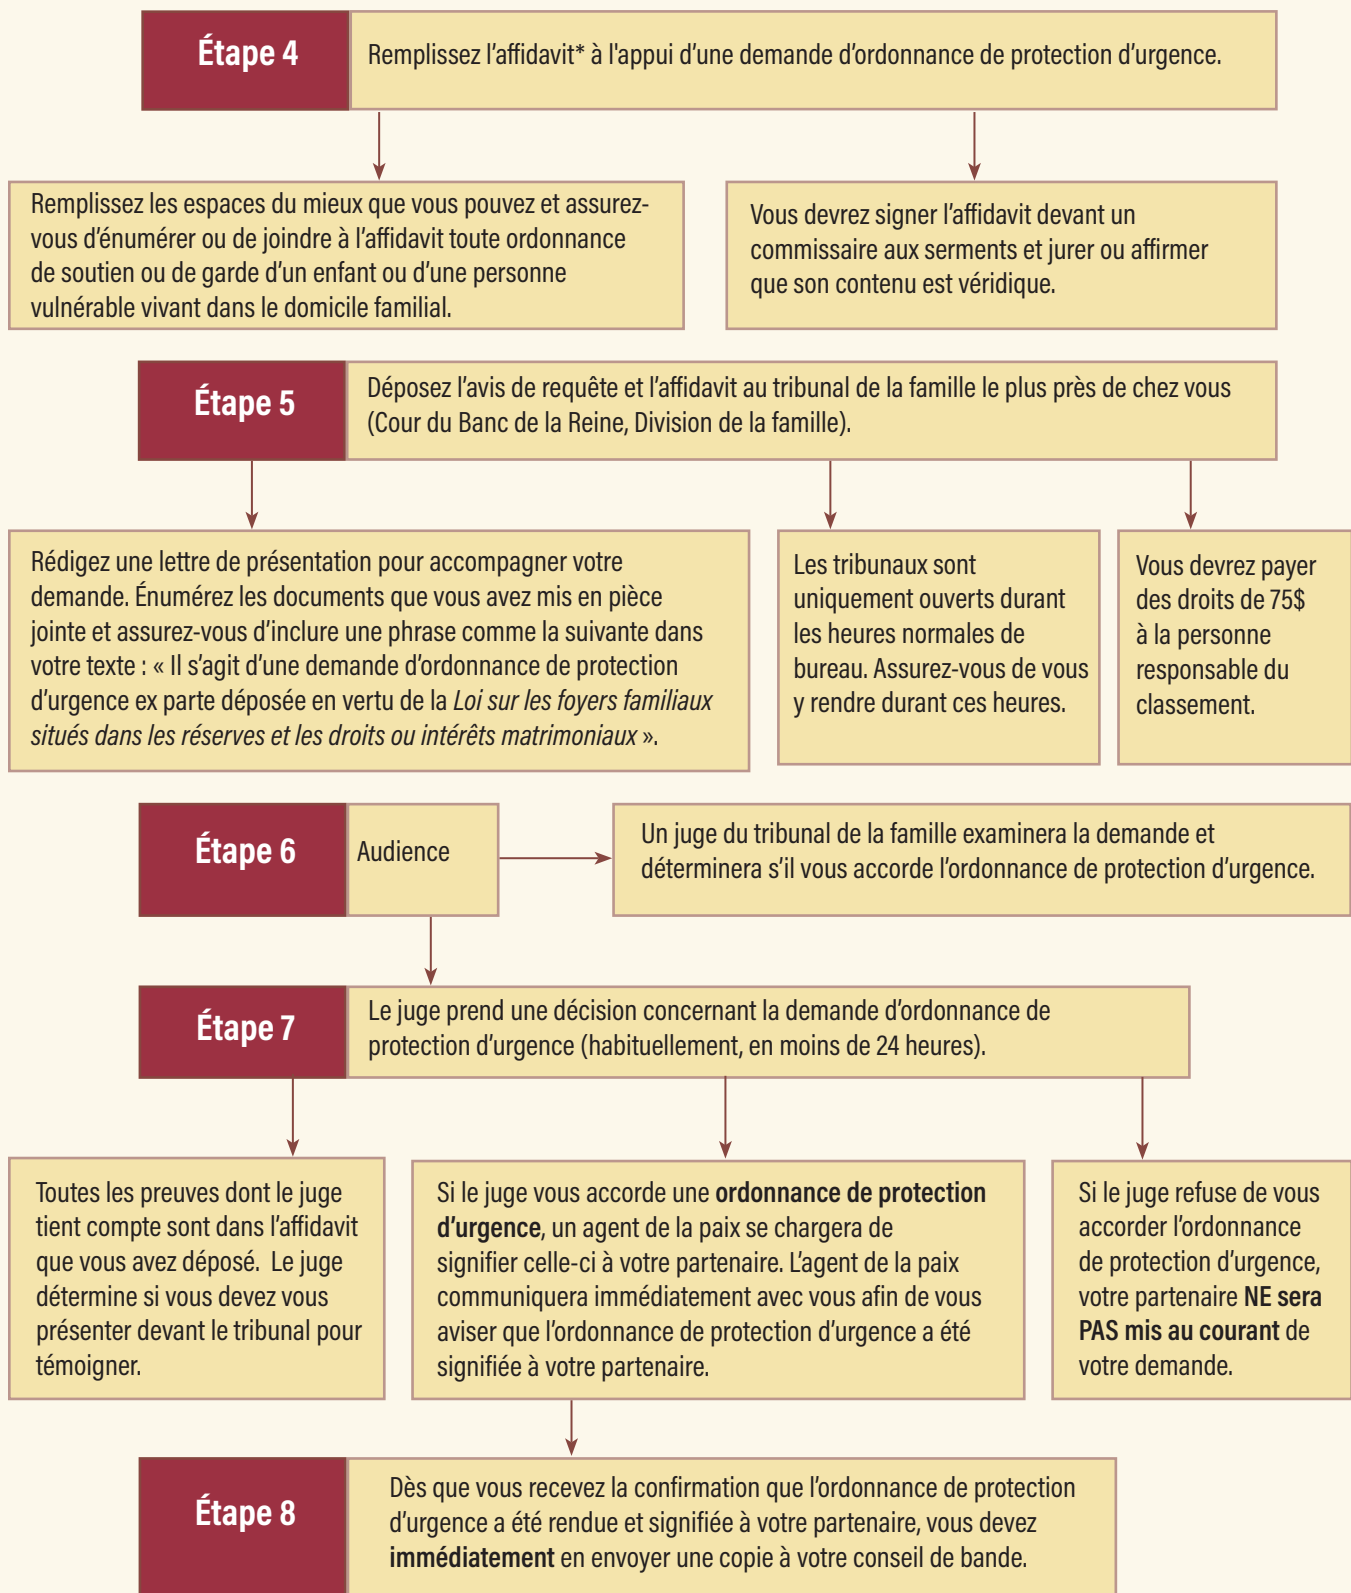 Étape 4
Remplissez l’affidavit* à l'appui d’une demande d’ordonnance de protection d’urgence.
Remplissez les espaces du mieux que vous pouvez et assurez-
vous d’énumérer ou de joindre à l’affidavit toute ordonnance
de soutien ou de garde d’un enfant ou d’une personne
vulnérable vivant dans le domicile familial.
Vous devrez signer l’affidavit devant un
commissaire aux serments et jurer ou affirmer
que son contenu est véridique.
Étape 5
Déposez l’avis de requête et l’affidavit au tribunal de la famille le plus près de chez vous
(Cour du Banc de la Reine, Division de la famille).
Rédigez une lettre de présentation pour accompagner votre
demande. Énumérez les documents que vous avez mis en pièce
jointe et assurez-vous d’inclure une phrase comme la suivante dans
votre texte : « Il s’agit d’une demande d’ordonnance de protection
d’urgence ex parte déposée en vertu de la Loi sur les foyers familiaux
situés dans les réserves et les droits ou intérêts matrimoniaux ».
Les tribunaux sont
uniquement ouverts durant
les heures normales de
bureau. Assurez-vous de vous
y rendre durant ces heures.
Vous devrez payer
des droits de 75$
à la personne
responsable du
classement.
Étape 6
Audience
Un juge du tribunal de la famille examinera la demande et
déterminera s’il vous accorde l’ordonnance de protection d’urgence.
Étape 7
Le juge prend une décision concernant la demande d’ordonnance de
protection d’urgence (habituellement, en moins de 24 heures).
Toutes les preuves dont le juge
tient compte sont dans l’affidavit
que vous avez déposé.  Le juge
détermine si vous devez vous
présenter devant le tribunal pour
témoigner.
Si le juge vous accorde une ordonnance de protection
d’urgence, un agent de la paix se chargera de
signifier celle-ci à votre partenaire. L’agent de la paix
communiquera immédiatement avec vous afin de vous
aviser que l’ordonnance de protection d’urgence a été
signifiée à votre partenaire.
Si le juge refuse de vous
accorder l’ordonnance
de protection d’urgence,
votre partenaire NE sera
PAS mis au courant de
votre demande.
Étape 8
Dès que vous recevez la confirmation que l’ordonnance de protection
d’urgence a été rendue et signifiée à votre partenaire, vous devez
immédiatement en envoyer une copie à votre conseil de bande.